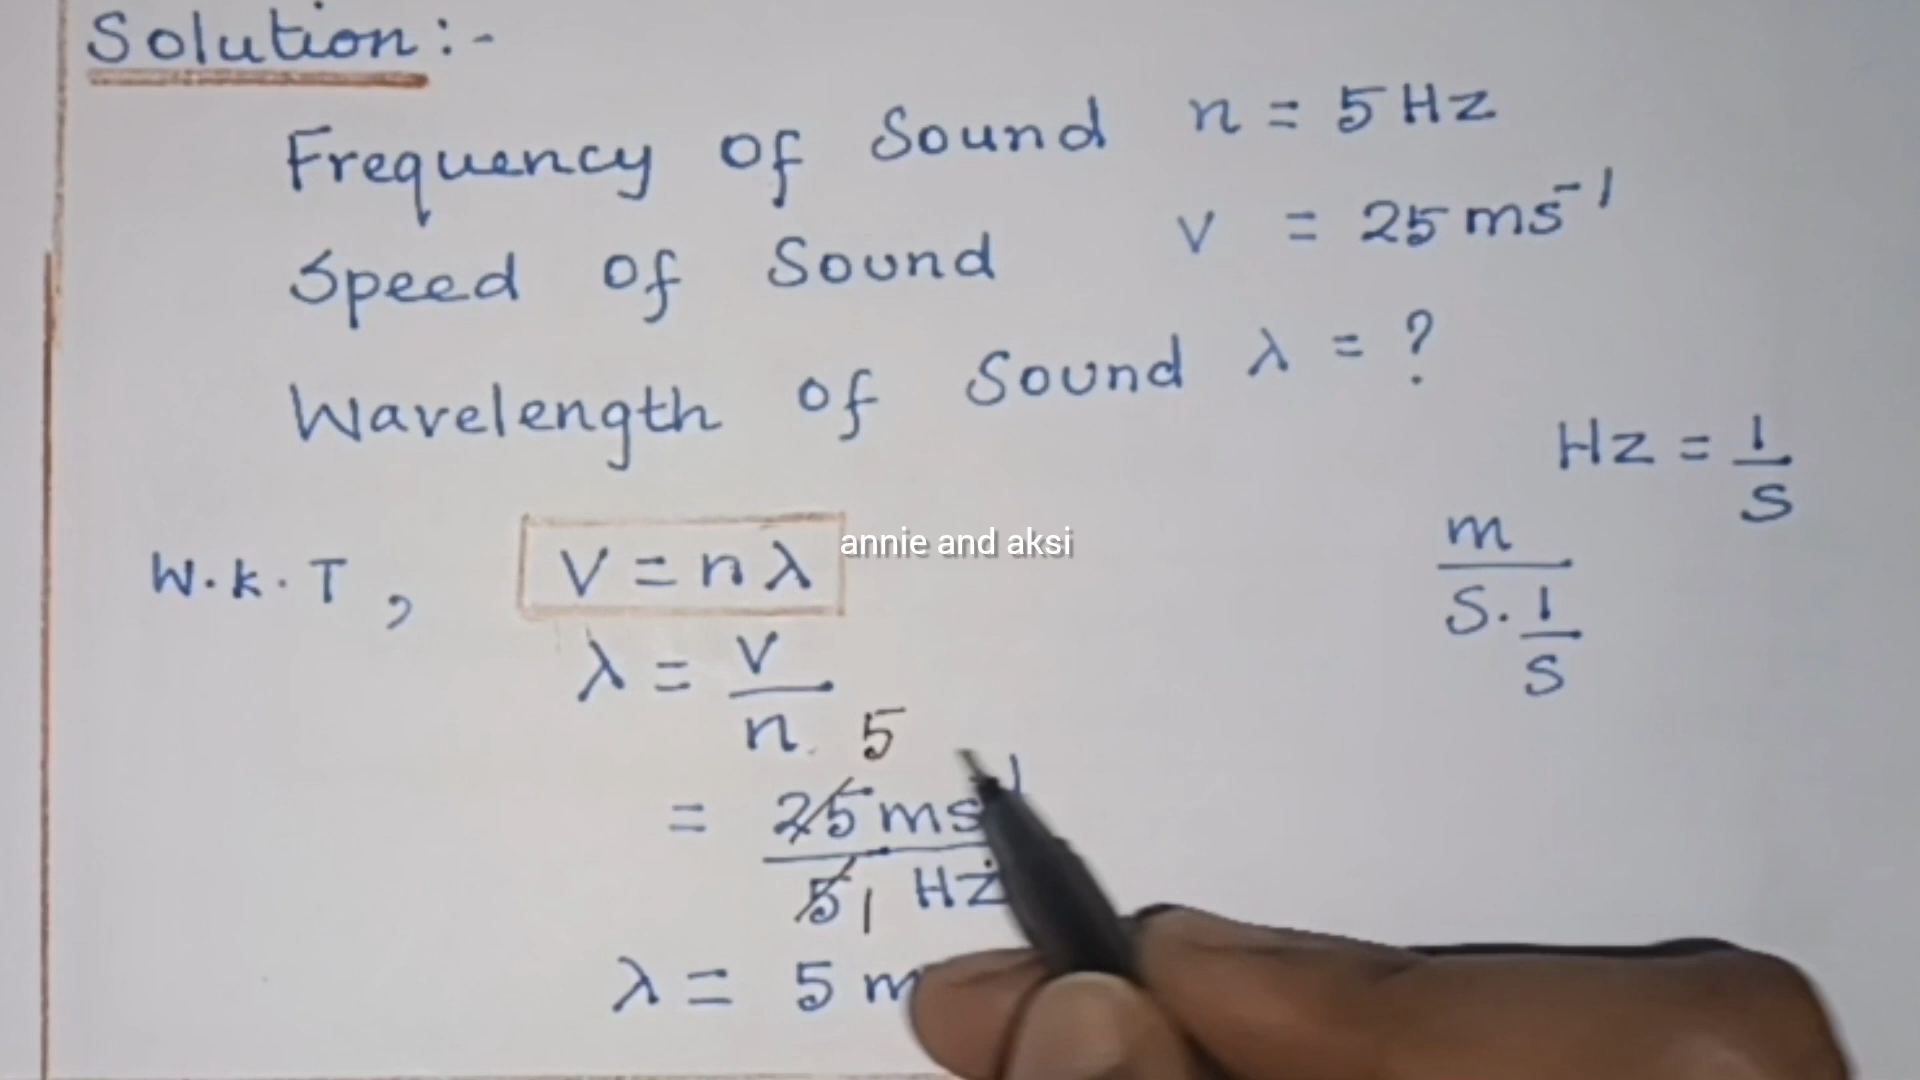 Solution:-
Frequency of Sound n = 5 Hz
Speed of Sound v = 25 ms⁻¹
Wavelength of Sound λ = ?
Hz = 1/s
m/(s · 1/s)
W.k.T, V = nλ
annie and aksi
λ = v/n
5
= 25 ms⁻¹ / 5 Hz
1
λ = 5 m